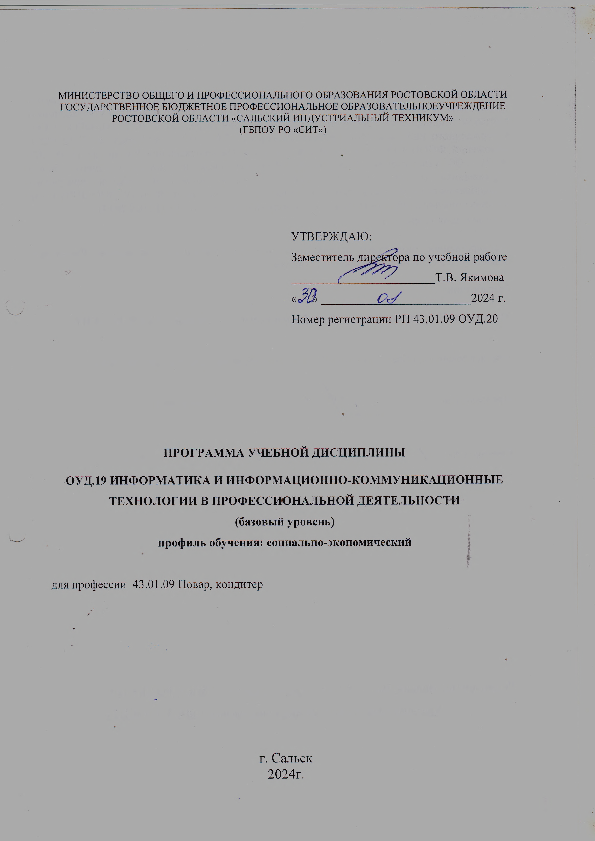 МИНИСТЕРСТВО ОБЩЕГО И ПРОФЕССИОНАЛЬНОГО ОБРАЗОВАНИЯ РОСТОВСКОЙ ОБЛАСТИ
ГОСУДАРСТВЕННОЕ БЮДЖЕТНОЕ ПРОФЕССИОНАЛЬНОЕ ОБРАЗОВАТЕЛЬНОЕУЧРЕЖДЕНИЕ
РОСТОВСКОЙ ОБЛАСТИ «САЛЬСКИЙ ИНДУСТРИАЛЬНЫЙ ТЕХНИКУМ»
(ГБПОУ РО «СИТ»)
УТВЕРЖДАЮ:
Заместитель директора по учебной работе
Т.В. Якимова
«30» 01 2024 г.
Номер регистрации РП 43.01.09 ОУД.20
ПРОГРАММА УЧЕБНОЙ ДИСЦИПЛИНЫ
ОУД.19 ИНФОРМАТИКА И ИНФОРМАЦИОННО-КОММУНИКАЦИОННЫЕ
ТЕХНОЛОГИИ В ПРОФЕССИОНАЛЬНОЙ ДЕЯТЕЛЬНОСТИ
(базовый уровень)
профиль обучения: социально-экономический
для профессии 43.01.09 Повар, кондитер
г. Сальск
2024г.